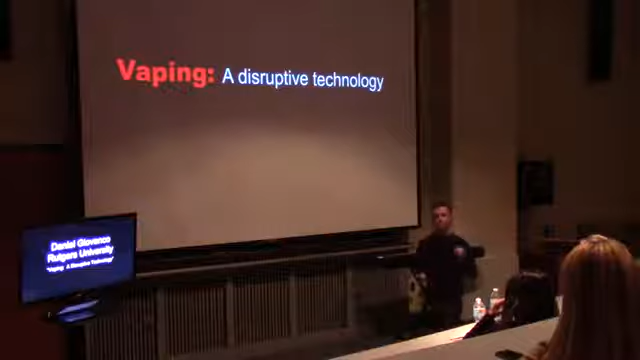 Vaping: A disruptive technology
Daniel Giovenco
Rutgers University
"Vaping: A Disruptive Technology"